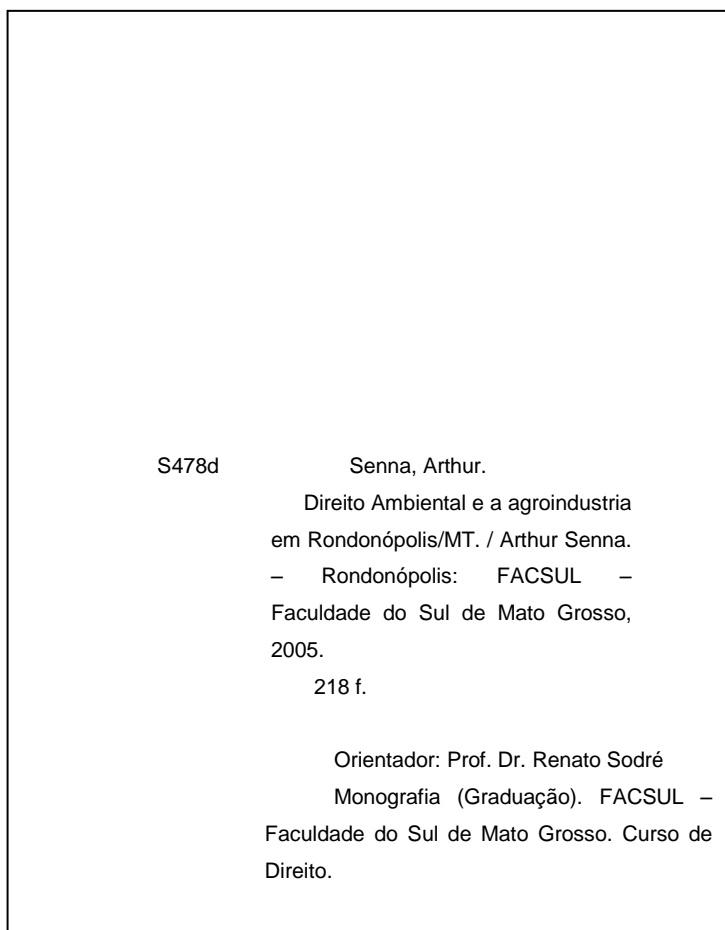 S478d Senna, Arthur.
Direito Ambiental e a agroindustria
em Rondonópolis/MT. / Arthur Senna.
– Rondonópolis: FACSUL –
Faculdade do Sul de Mato Grosso,
2005.
218 f.
Orientador: Prof. Dr. Renato Sodré
Monografia (Graduação). FACSUL –
Faculdade do Sul de Mato Grosso. Curso de
Direito.